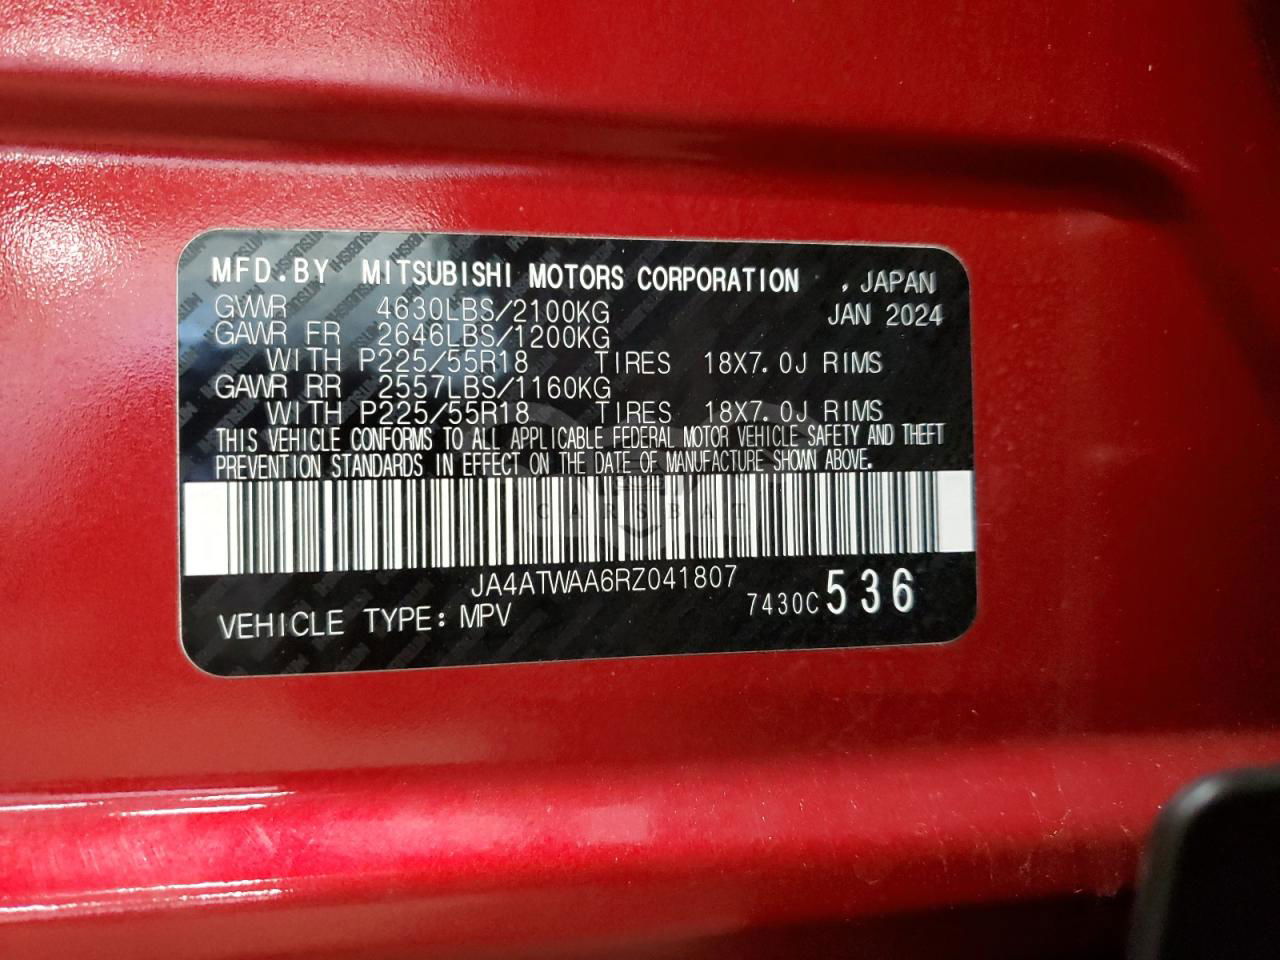 MFD.BY MITSUBISHI MOTORS CORPORATION , JAPAN
GVWR 4630LBS/2100KG JAN 2024
GAWR FR 2646LBS/1200KG
WITH P225/55R18 TIRES 18X7.0J RIMS
GAWR RR 2557LBS/1160KG
WITH P225/55R18 TIRES 18X7.0J RIMS
THIS VEHICLE CONFORMS TO ALL APPLICABLE FEDERAL MOTOR VEHICLE SAFETY AND THEFT
PREVENTION STANDARDS IN EFFECT ON THE DATE OF MANUFACTURE SHOWN ABOVE.
JA4ATWAA6RZ041807
7430C 536
VEHICLE TYPE: MPV